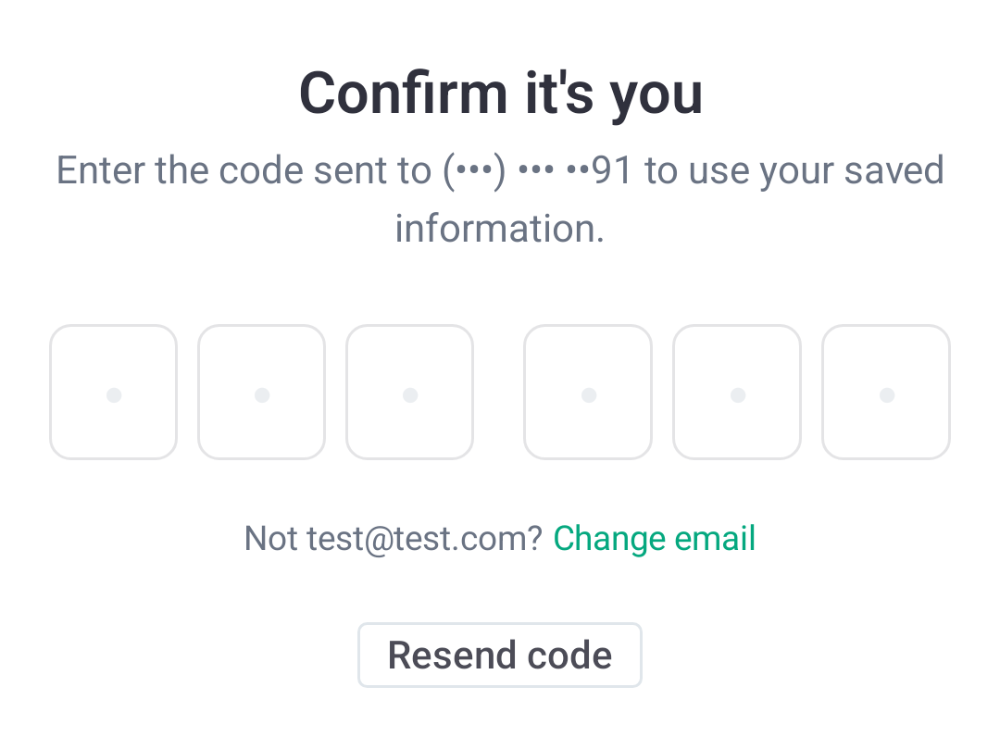 Confirm it's you
Enter the code sent to (•••) ••• ••91 to use your saved
information.
Not test@test.com? Change email
Resend code